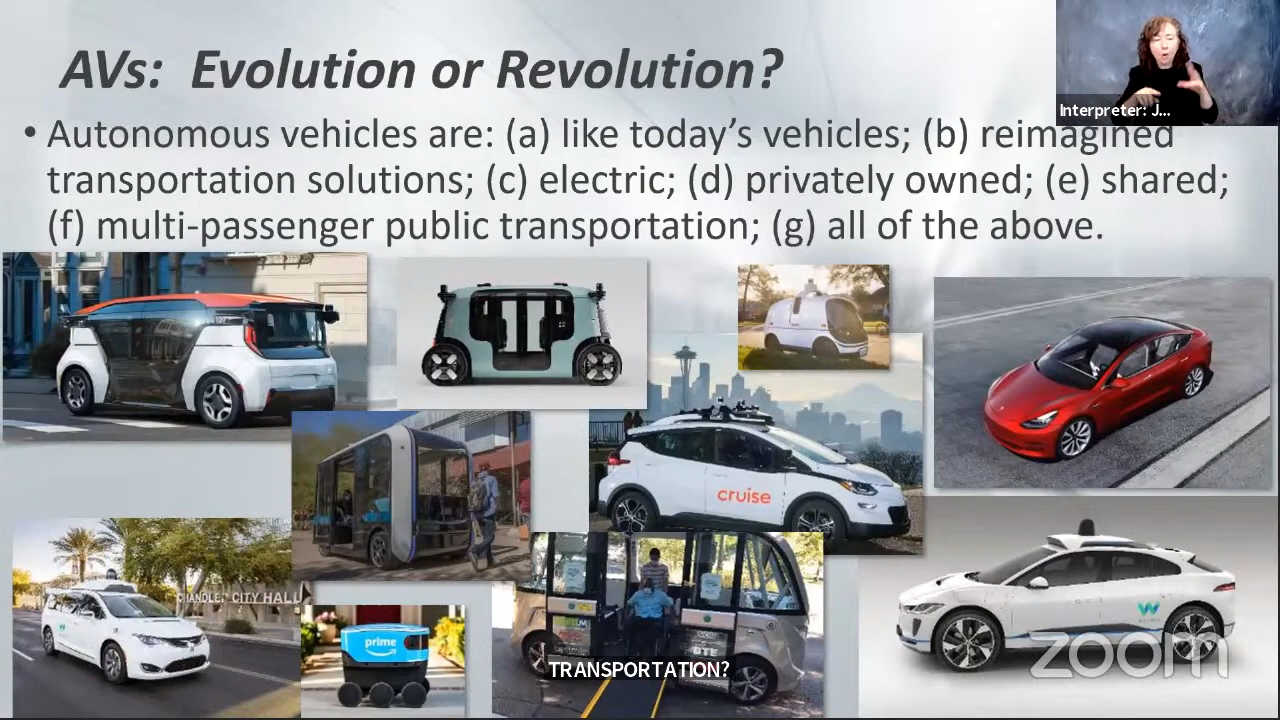 AVs: Evolution or Revolution?
Interpreter: J...
• Autonomous vehicles are: (a) like today's vehicles; (b) reimagined
transportation solutions; (c) electric; (d) privately owned; (e) shared;
(f) multi-passenger public transportation; (g) all of the above.
cruise
CHANDLER CITY HALL
prime
DTE
TRANSPORTATION?
zoom